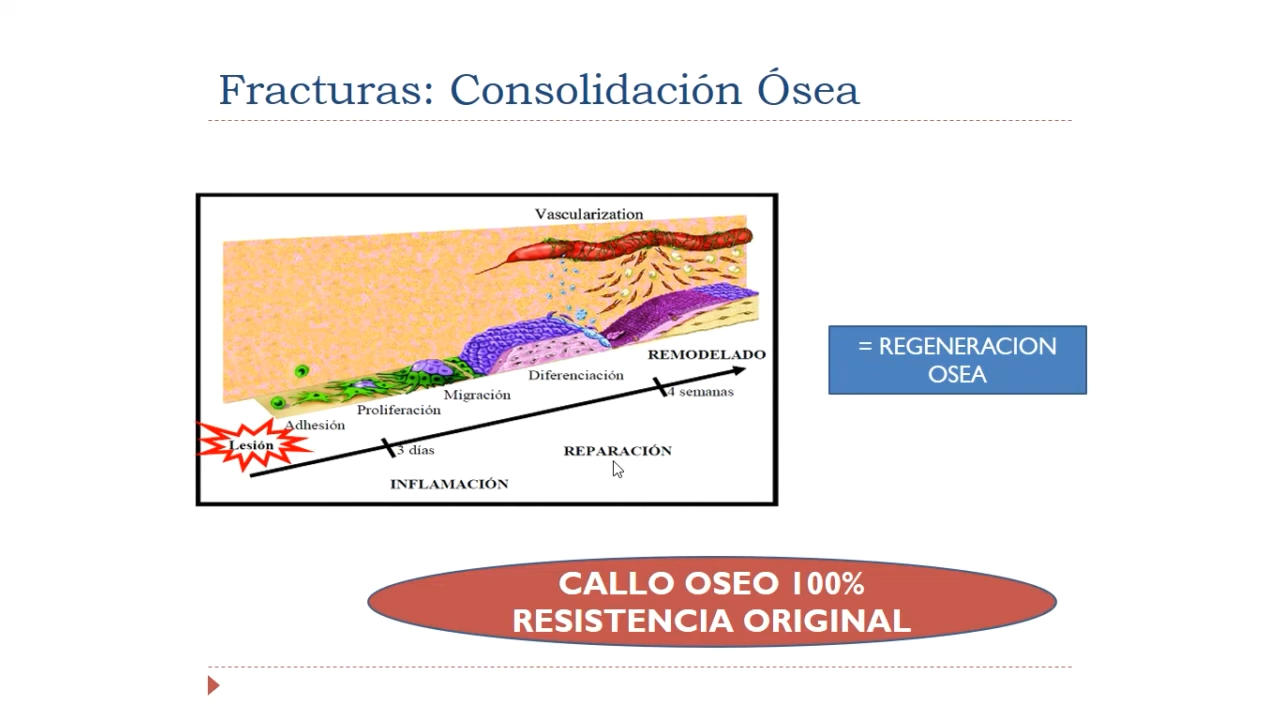 Fracturas: Consolidación Ósea
Vascularization
REMODELADO
Diferenciación
4 semanas
Migración
Proliferación
Adhesión
Lesión
3 días
REPARACIÓN
INFLAMACIÓN
= REGENERACION
OSEA
CALLO OSEO 100%
RESISTENCIA ORIGINAL